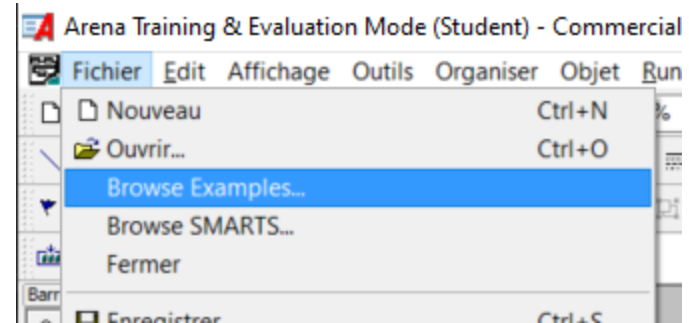 Arena Training & Evaluation Mode (Student) - Commercial
Fichier Edit Affichage Outils Organiser Objet Run
Nouveau Ctrl+N %
Ouvrir... Ctrl+O
Browse Examples...
Browse SMARTS...
Fermer
Barr
Enregistrer Ctrl+S